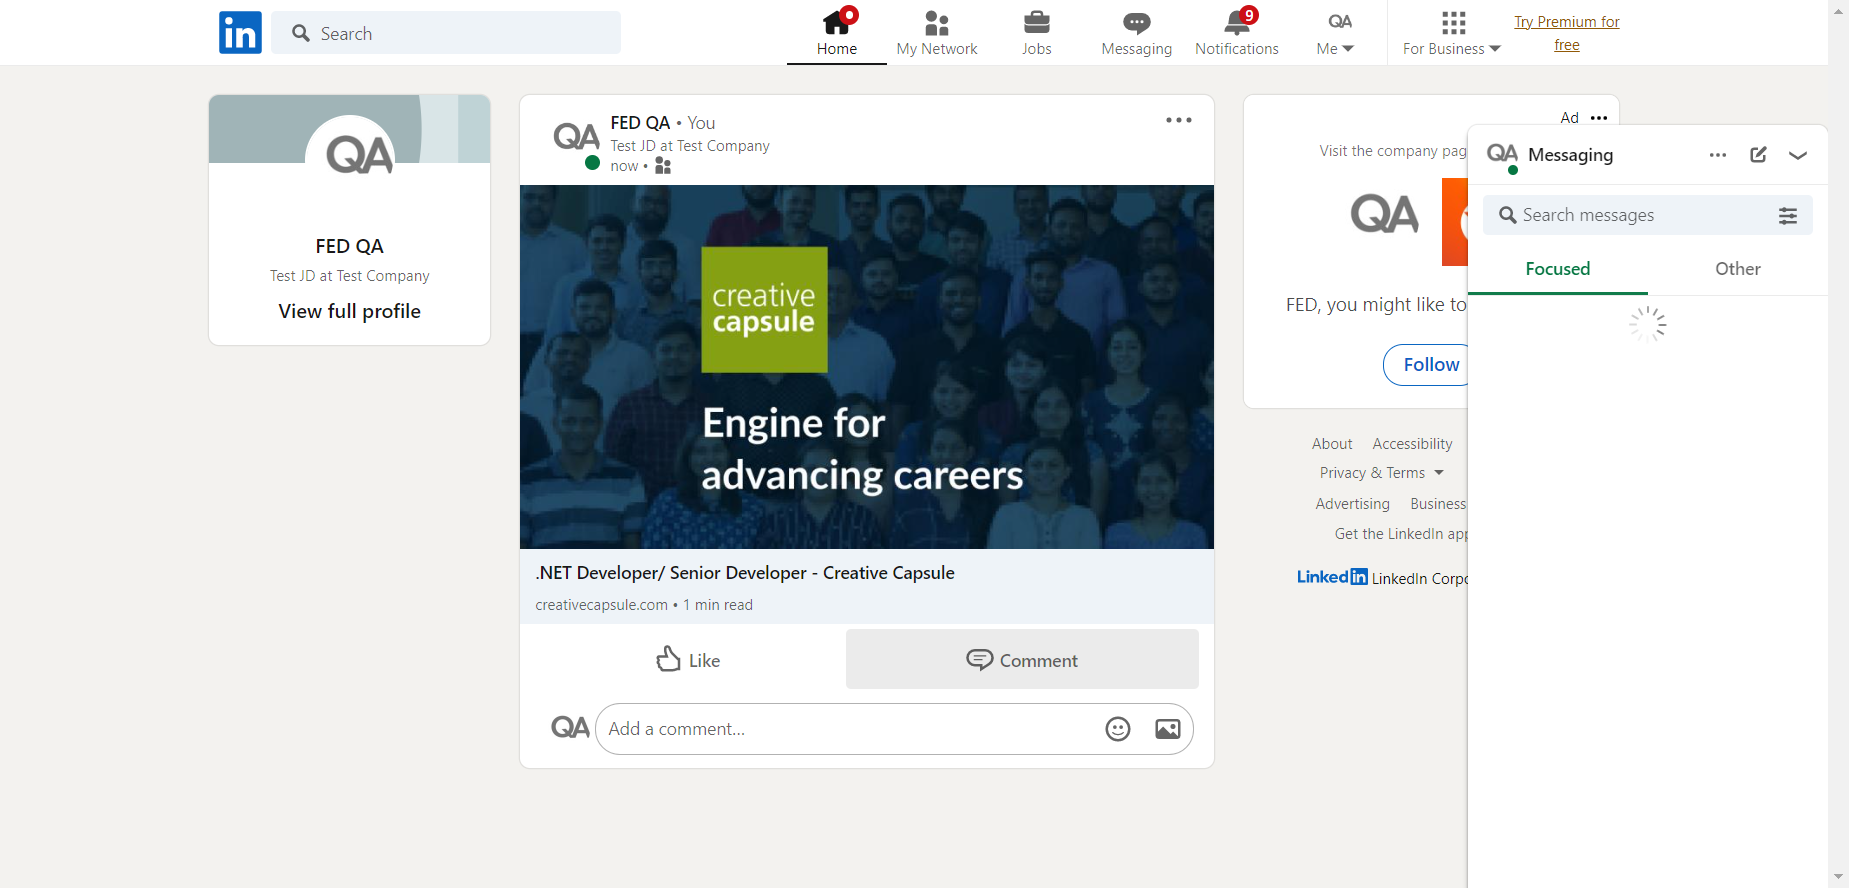 in
Search
Home
My Network
Jobs
Messaging
9
Notifications
QA
Me
For Business
Try Premium for
free
QA
FED QA
Test JD at Test Company
View full profile
QA
FED QA • You
Test JD at Test Company
now •
creative
capsule
Engine for
advancing careers
.NET Developer/ Senior Developer - Creative Capsule
creativecapsule.com • 1 min read
Like
Comment
QA
Add a comment...
Ad
Visit the company pag
QA
FED, you might like to
Follow
About Accessibility
Privacy & Terms
Advertising Business
Get the LinkedIn app
Linkedin LinkedIn Corpo
QA
Messaging
Search messages
Focused
Other